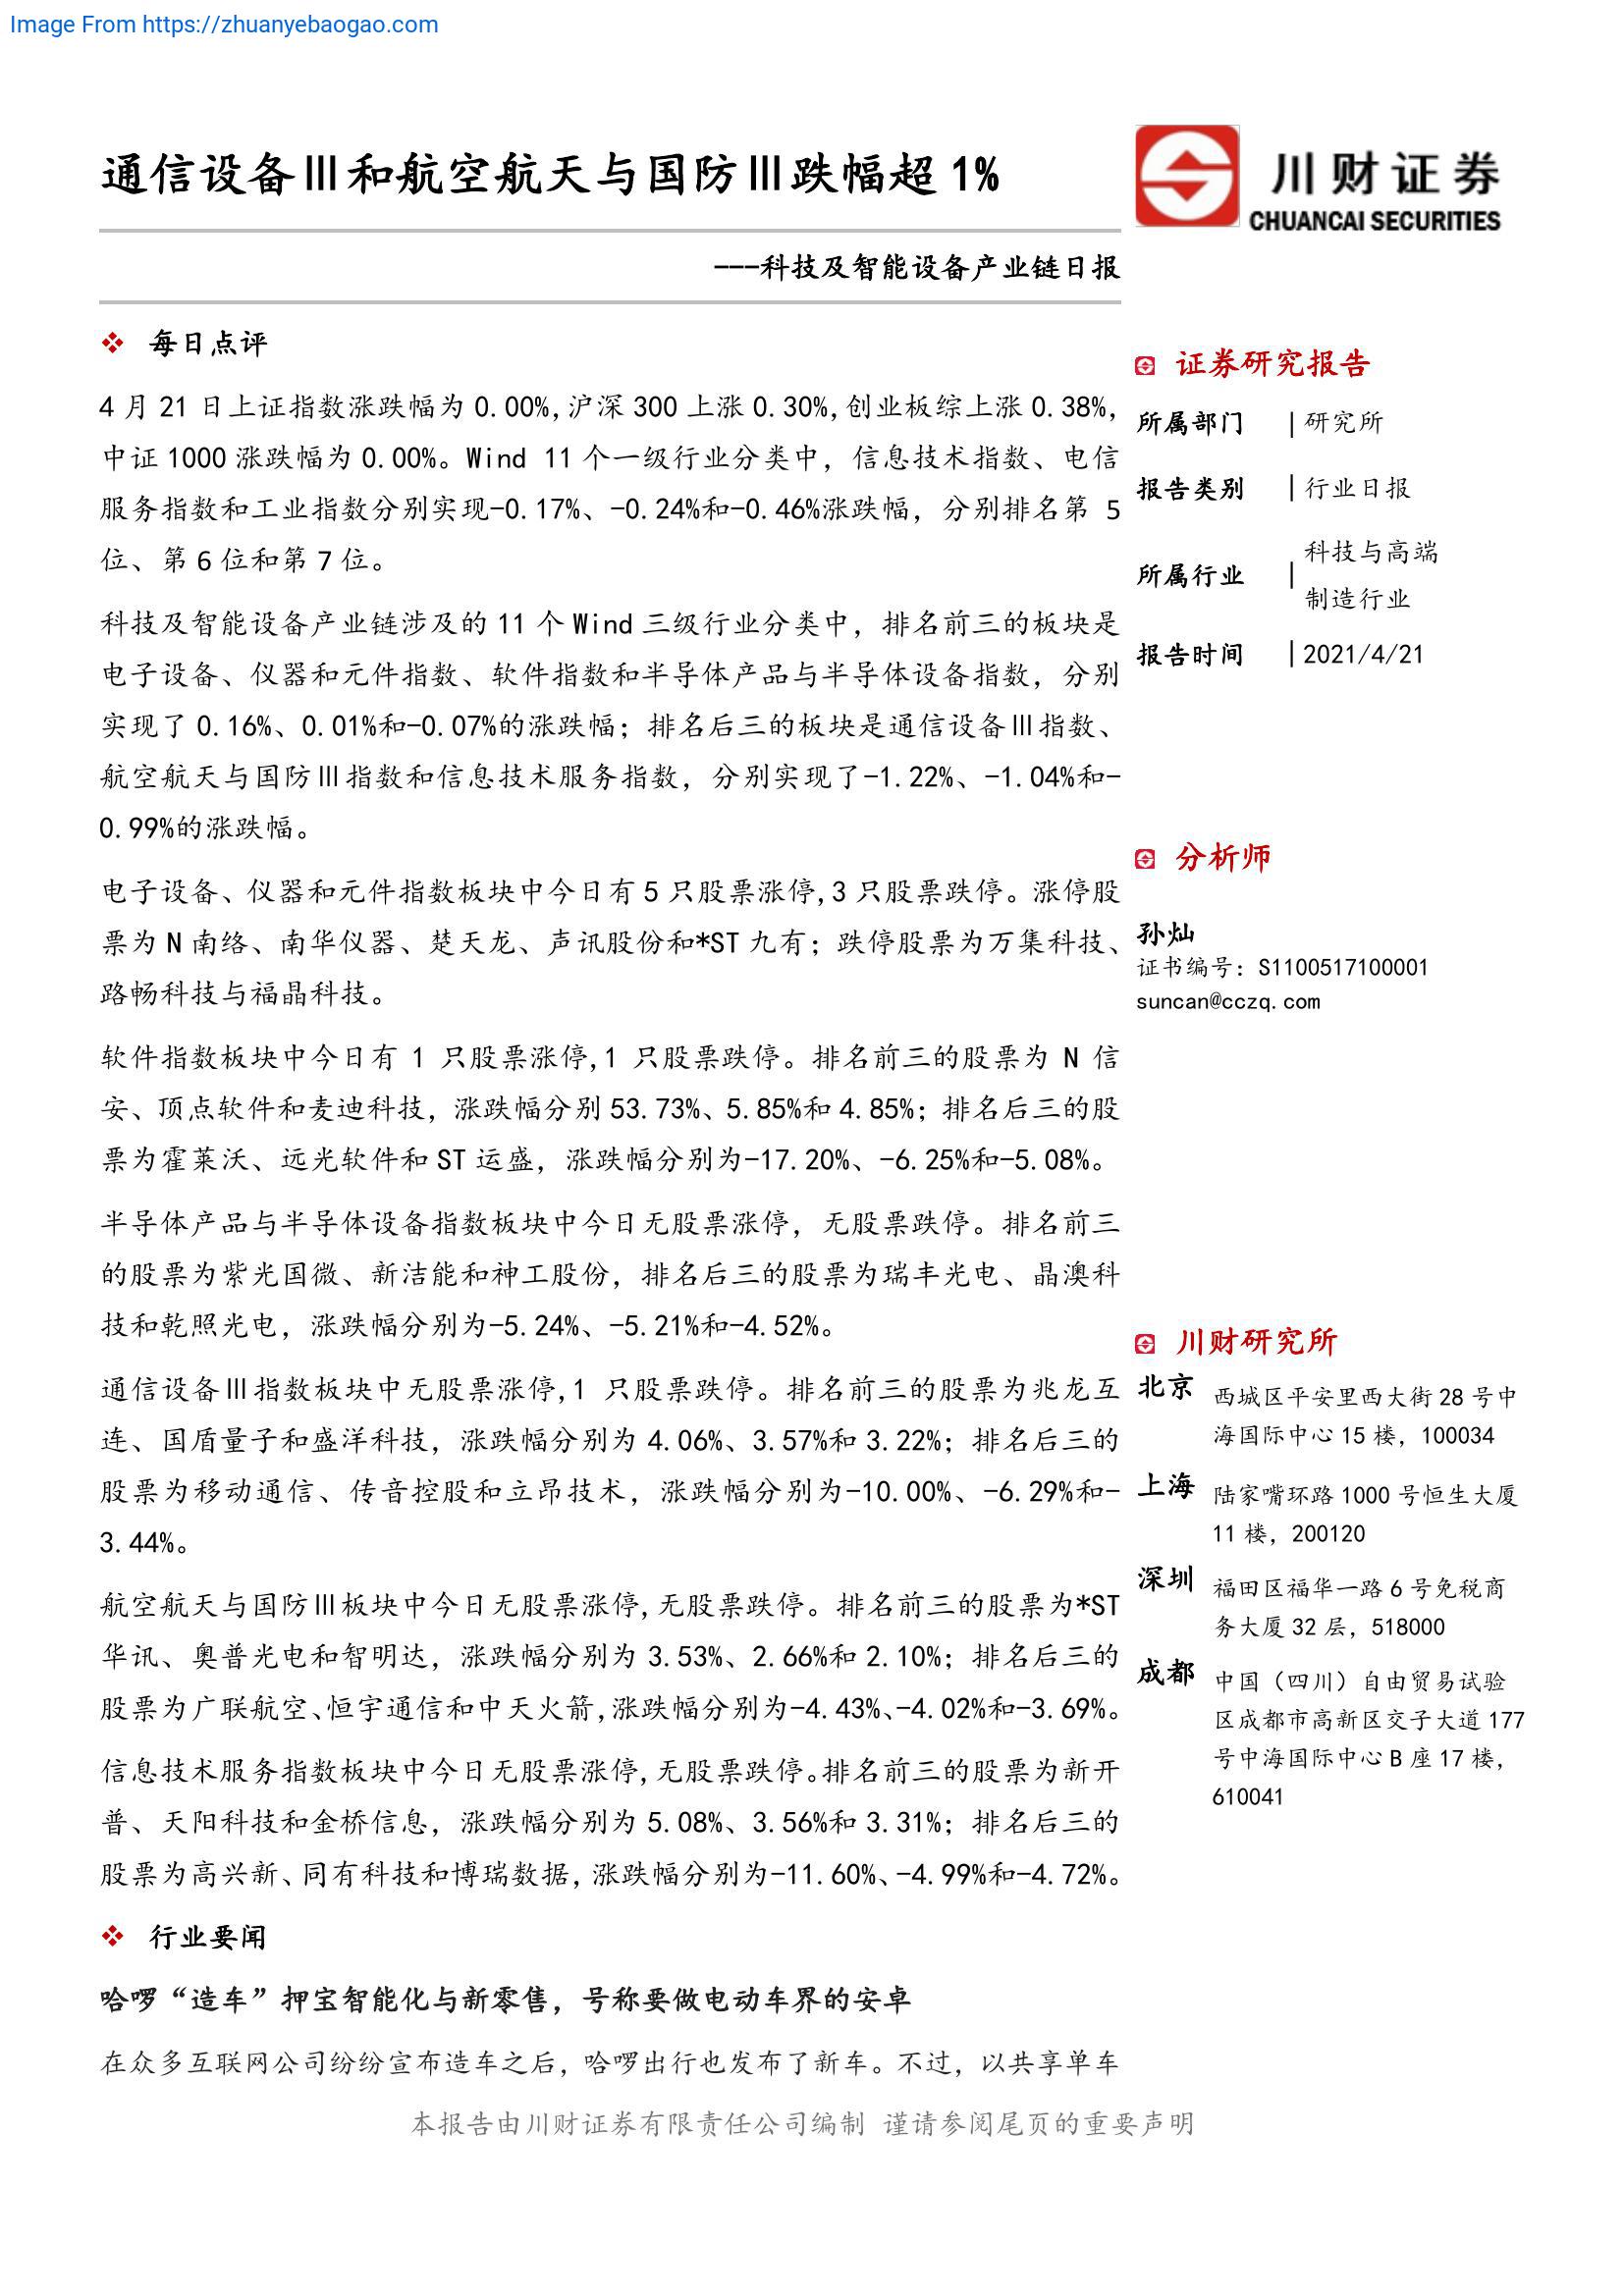 Image From https://zhuanyebaogao.com
通信设备Ⅲ和航空航天与国防Ⅲ跌幅超 1%
川财证券
CHUANCAI SECURITIES
---科技及智能设备产业链日报
❖ 每日点评
4 月 21 日上证指数涨跌幅为 0.00%,沪深 300 上涨 0.30%,创业板综上涨 0.38%,
中证 1000 涨跌幅为 0.00%。Wind 11 个一级行业分类中，信息技术指数、电信
服务指数和工业指数分别实现-0.17%、-0.24%和-0.46%涨跌幅，分别排名第 5
位、第 6 位和第 7 位。
科技及智能设备产业链涉及的 11 个 Wind 三级行业分类中，排名前三的板块是
电子设备、仪器和元件指数、软件指数和半导体产品与半导体设备指数，分别
实现了 0.16%、0.01%和-0.07%的涨跌幅；排名后三的板块是通信设备Ⅲ指数、
航空航天与国防Ⅲ指数和信息技术服务指数，分别实现了-1.22%、-1.04%和-
0.99%的涨跌幅。
电子设备、仪器和元件指数板块中今日有 5 只股票涨停,3 只股票跌停。涨停股
票为 N 南络、南华仪器、楚天龙、声讯股份和*ST 九有；跌停股票为万集科技、
路畅科技与福晶科技。
软件指数板块中今日有 1 只股票涨停,1 只股票跌停。排名前三的股票为 N 信
安、顶点软件和麦迪科技，涨跌幅分别 53.73%、5.85%和 4.85%；排名后三的股
票为霍莱沃、远光软件和 ST 运盛，涨跌幅分别为-17.20%、-6.25%和-5.08%。
半导体产品与半导体设备指数板块中今日无股票涨停，无股票跌停。排名前三
的股票为紫光国微、新洁能和神工股份，排名后三的股票为瑞丰光电、晶澳科
技和乾照光电，涨跌幅分别为-5.24%、-5.21%和-4.52%。
通信设备Ⅲ指数板块中无股票涨停,1 只股票跌停。排名前三的股票为兆龙互
连、国盾量子和盛洋科技，涨跌幅分别为 4.06%、3.57%和 3.22%；排名后三的
股票为移动通信、传音控股和立昂技术，涨跌幅分别为-10.00%、-6.29%和-
3.44%。
航空航天与国防Ⅲ板块中今日无股票涨停,无股票跌停。排名前三的股票为*ST
华讯、奥普光电和智明达，涨跌幅分别为 3.53%、2.66%和 2.10%；排名后三的
股票为广联航空、恒宇通信和中天火箭,涨跌幅分别为-4.43%、-4.02%和-3.69%。
信息技术服务指数板块中今日无股票涨停,无股票跌停。排名前三的股票为新开
普、天阳科技和金桥信息，涨跌幅分别为 5.08%、3.56%和 3.31%；排名后三的
股票为高兴新、同有科技和博瑞数据,涨跌幅分别为-11.60%、-4.99%和-4.72%。
❖ 行业要闻
哈啰“造车”押宝智能化与新零售，号称要做电动车界的安卓
在众多互联网公司纷纷宣布造车之后，哈啰出行也发布了新车。不过，以共享单车
证券研究报告
所属部门 | 研究所
报告类别 | 行业日报
所属行业 | 科技与高端
制造行业
报告时间 | 2021/4/21
分析师
孙灿
证书编号：S1100517100001
suncan@cczq.com
川财研究所
北京 西城区平安里西大街 28 号中
海国际中心 15 楼，100034
上海 陆家嘴环路 1000 号恒生大厦
11 楼，200120
深圳 福田区福华一路 6 号免税商
务大厦 32 层，518000
成都 中国（四川）自由贸易试验
区成都市高新区交子大道 177
号中海国际中心 B 座 17 楼，
610041
本报告由川财证券有限责任公司编制 谨请参阅尾页的重要声明